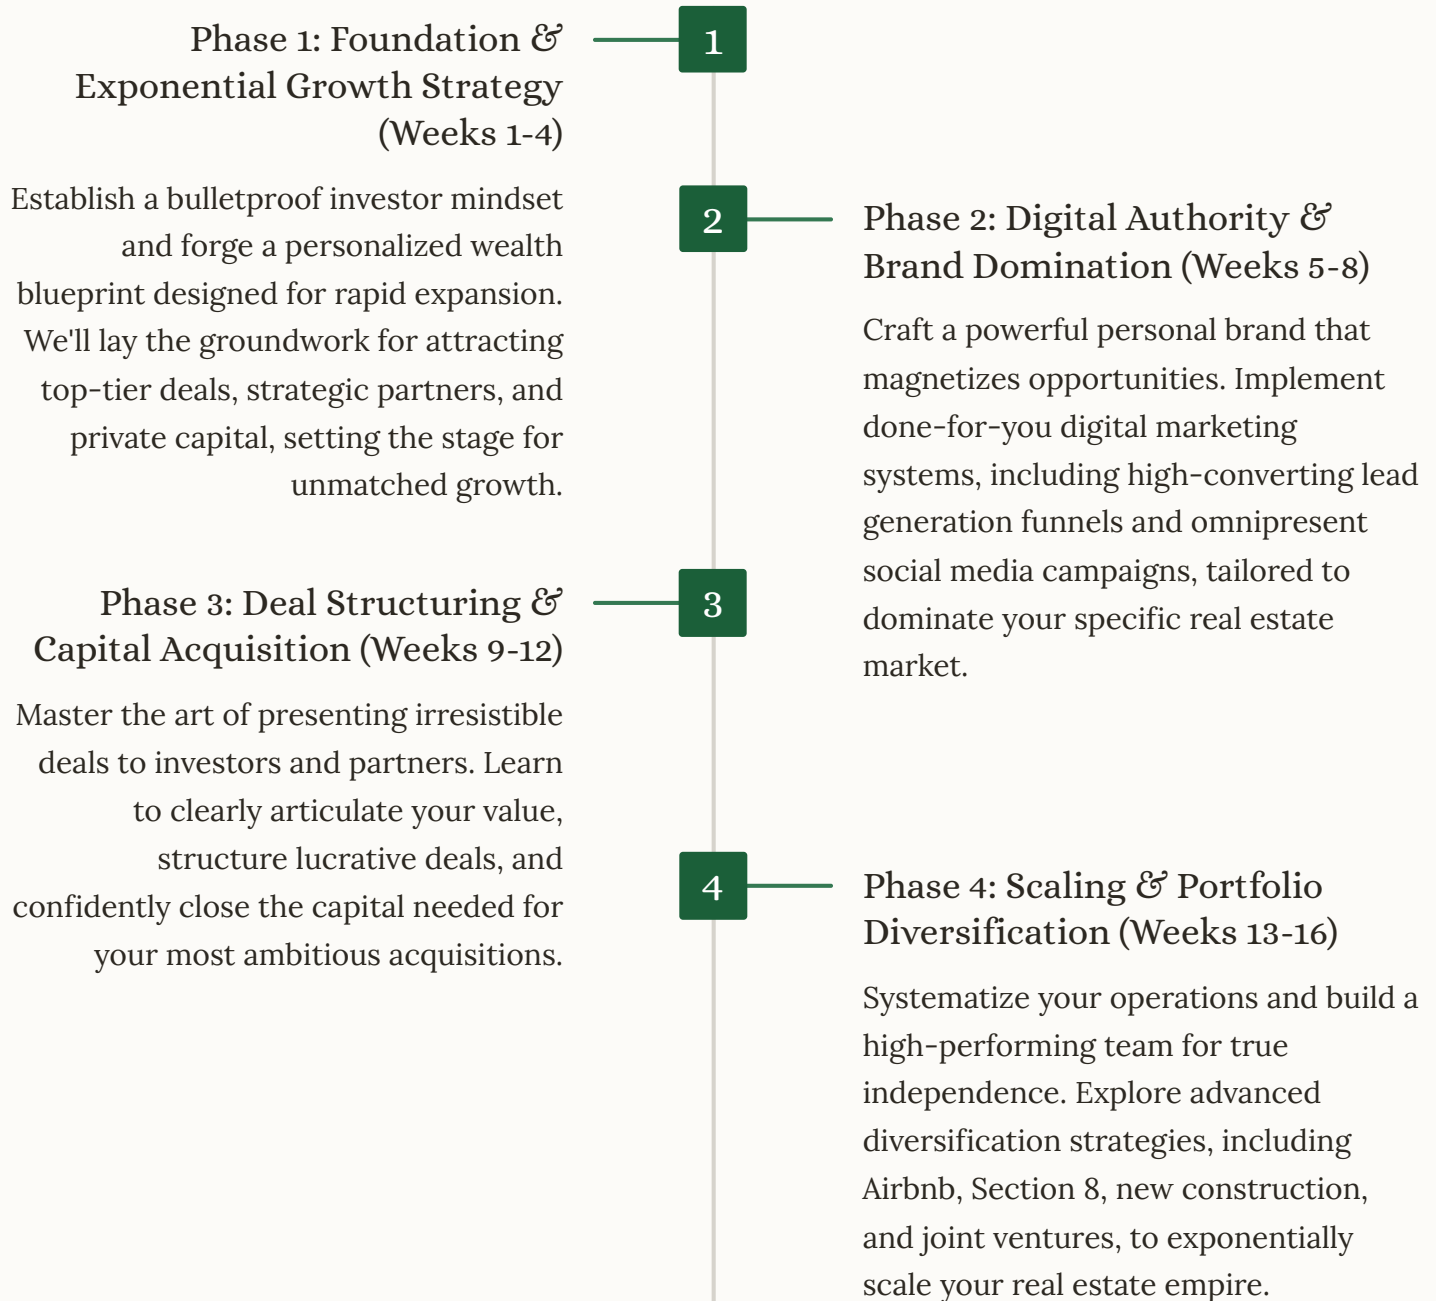 1
Phase 1: Foundation &
Exponential Growth Strategy
(Weeks 1-4)
Establish a bulletproof investor mindset
and forge a personalized wealth
blueprint designed for rapid expansion.
We'll lay the groundwork for attracting
top-tier deals, strategic partners, and
private capital, setting the stage for
unmatched growth.
2
Phase 2: Digital Authority &
Brand Domination (Weeks 5-8)
Craft a powerful personal brand that
magnetizes opportunities. Implement
done-for-you digital marketing
systems, including high-converting lead
generation funnels and omnipresent
social media campaigns, tailored to
dominate your specific real estate
market.
3
Phase 3: Deal Structuring &
Capital Acquisition (Weeks 9-12)
Master the art of presenting irresistible
deals to investors and partners. Learn
to clearly articulate your value,
structure lucrative deals, and
confidently close the capital needed for
your most ambitious acquisitions.
4
Phase 4: Scaling & Portfolio
Diversification (Weeks 13-16)
Systematize your operations and build a
high-performing team for true
independence. Explore advanced
diversification strategies, including
Airbnb, Section 8, new construction,
and joint ventures, to exponentially
scale your real estate empire.